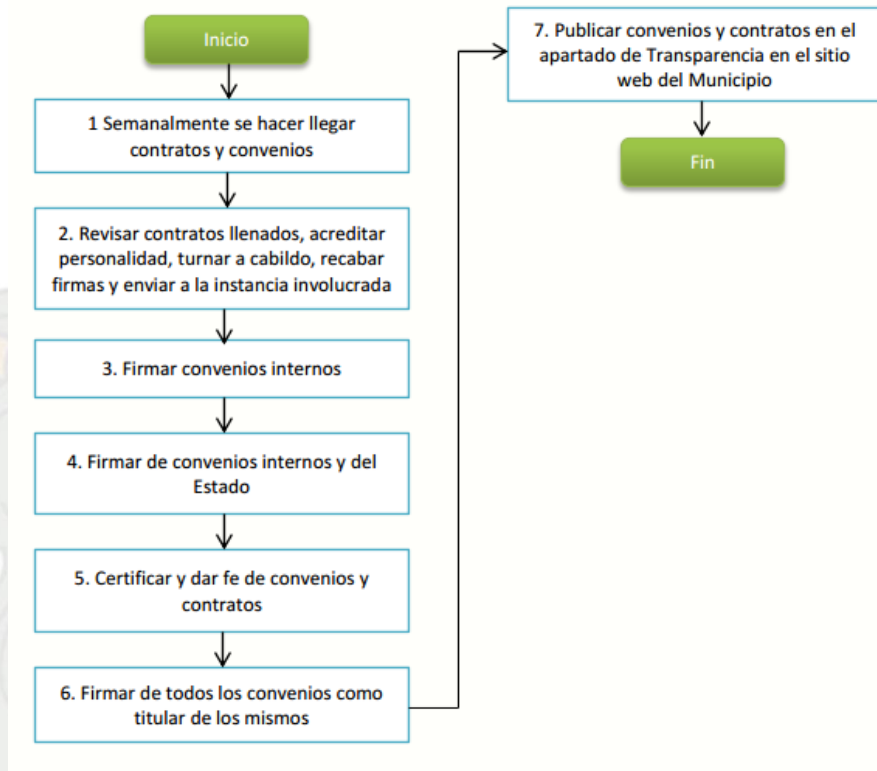 Inicio
1 Semanalmente se hacer llegar
contratos y convenios
2. Revisar contratos llenados, acreditar
personalidad, turnar a cabildo, recabar
firmas y enviar a la instancia involucrada
3. Firmar convenios internos
4. Firmar de convenios internos y del
Estado
5. Certificar y dar fe de convenios y
contratos
6. Firmar de todos los convenios como
titular de los mismos
7. Publicar convenios y contratos en el
apartado de Transparencia en el sitio
web del Municipio
Fin